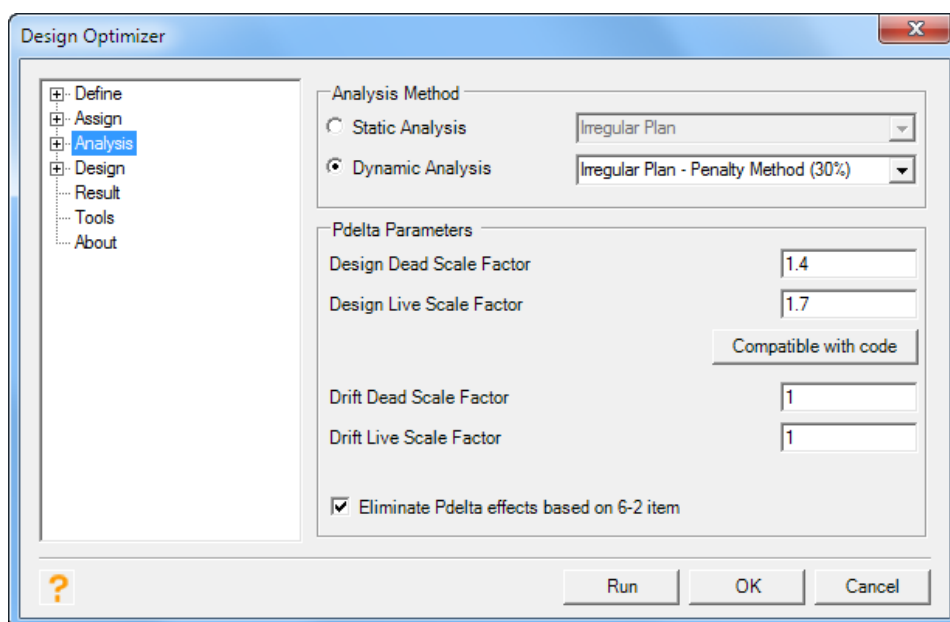 Design Optimizer
Define
Assign
Analysis
Design
Result
Tools
About
Analysis Method
Static Analysis
Irregular Plan
Dynamic Analysis
Irregular Plan - Penalty Method (30%)
Pdelta Parameters
Design Dead Scale Factor
1.4
Design Live Scale Factor
1.7
Compatible with code
Drift Dead Scale Factor
1
Drift Live Scale Factor
1
Eliminate Pdelta effects based on 6-2 item
?
Run
OK
Cancel